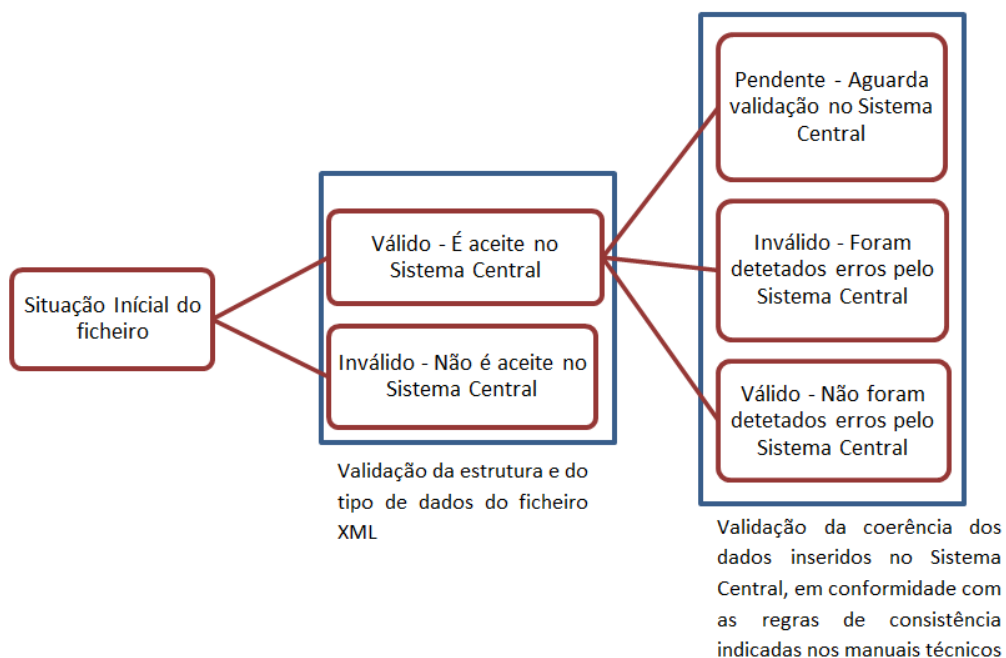 Situação Inícial do
ficheiro
Válido - É aceite no
Sistema Central
Inválido - Não é aceite no
Sistema Central
Validação da estrutura e do
tipo de dados do ficheiro
XML
Pendente - Aguarda
validação no Sistema
Central
Inválido - Foram
detetados erros pelo
Sistema Central
Válido - Não foram
detetados erros pelo
Sistema Central
Validação da coerência dos
dados inseridos no Sistema
Central, em conformidade com
as regras de consistência
indicadas nos manuais técnicos